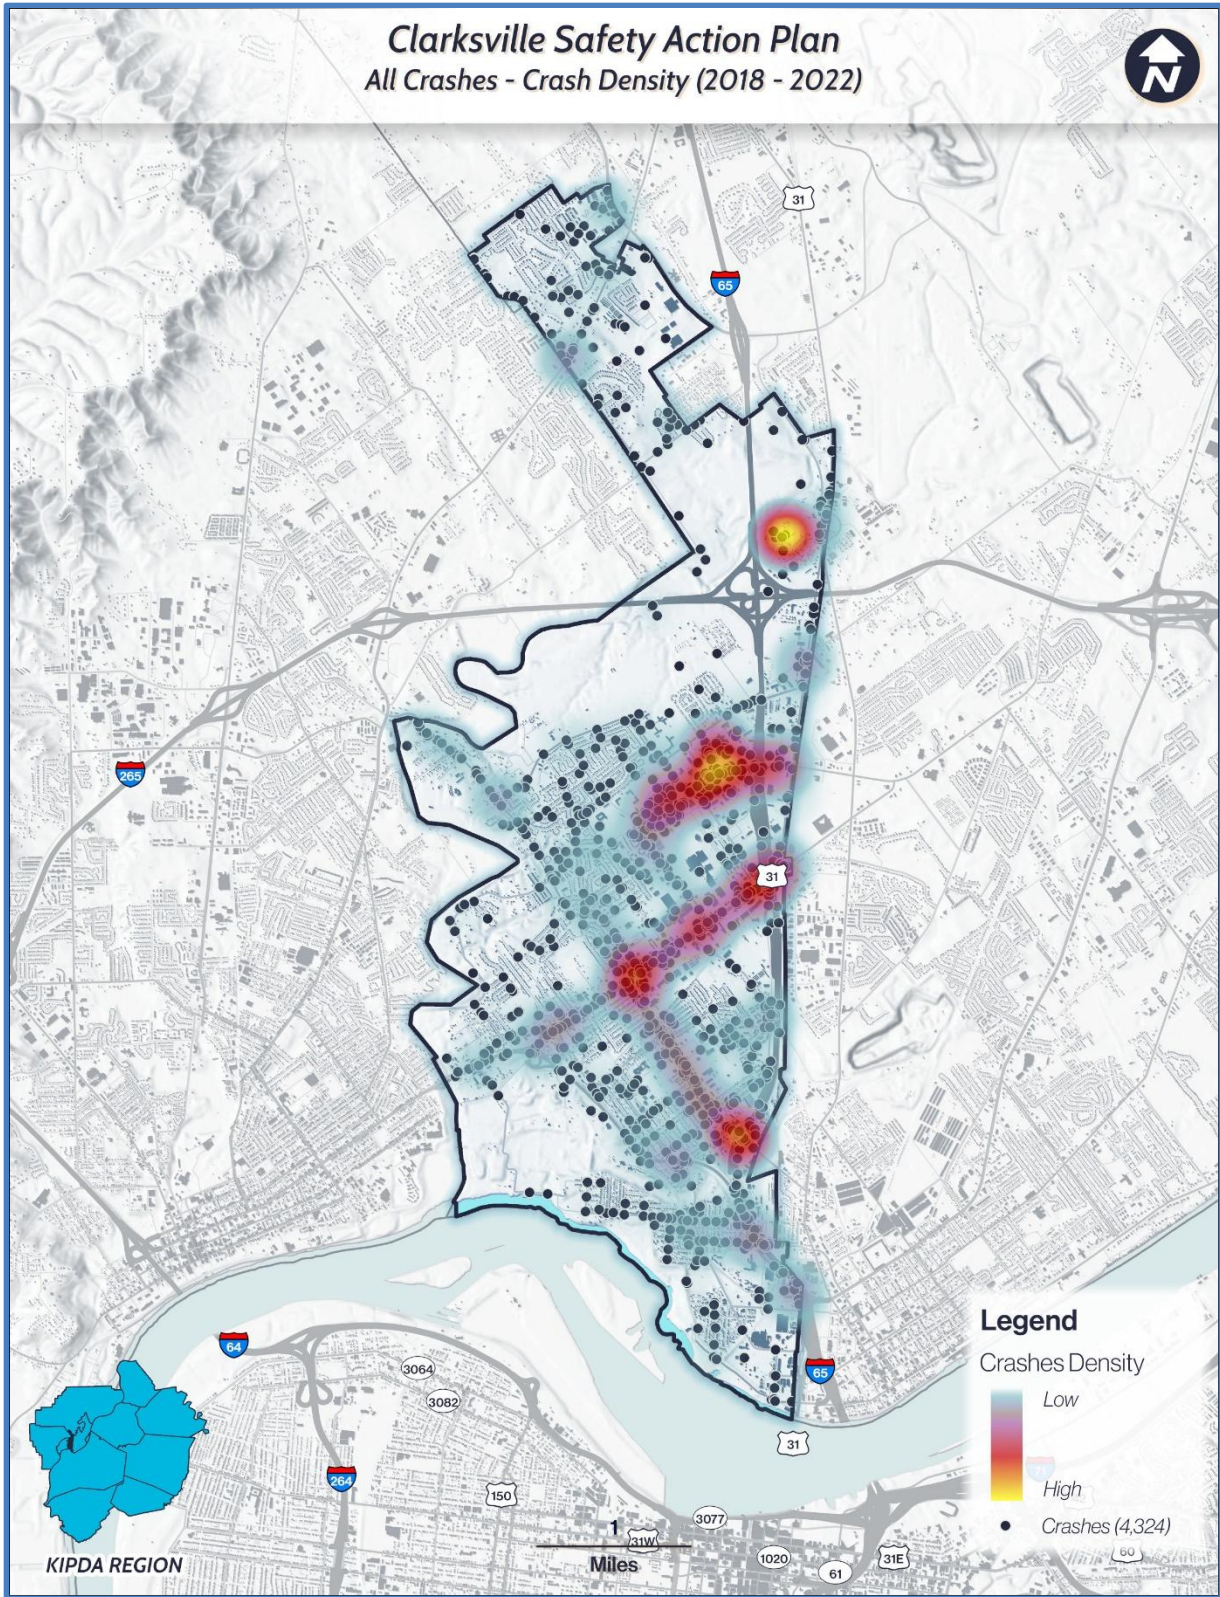 Clarksville Safety Action Plan
All Crashes - Crash Density (2018 - 2022)
N
31
65
265
31
64
3064
3082
65
31
264
150
3077
31W
1
Miles
1020
61
31E
60
71
Legend
Crashes Density
Low
High
Crashes (4,324)
KIPDA REGION